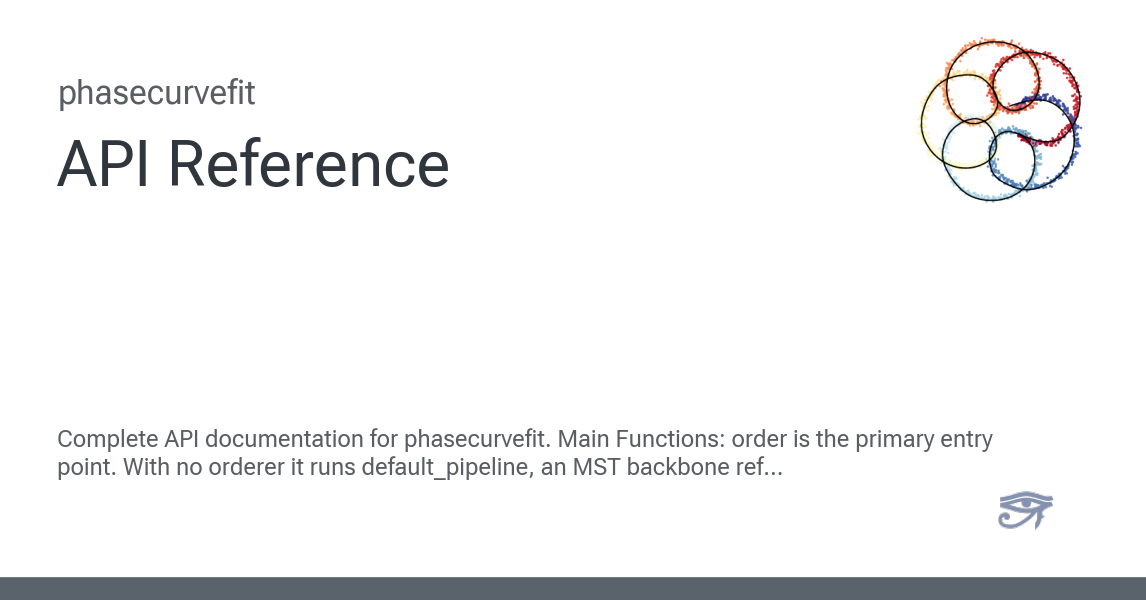 phasecurvefit
API Reference
Complete API documentation for phasecurvefit. Main Functions: order is the primary entry
point. With no orderer it runs default_pipeline, an MST backbone ref...